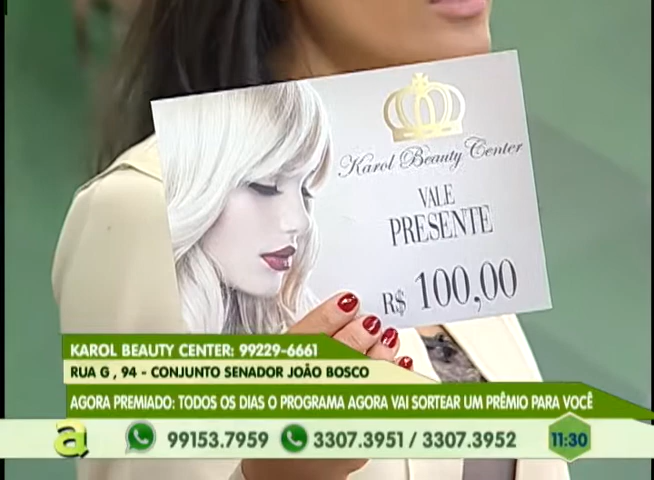 Karol Beauty Center
VALE
PRESENTE
R$ 100,00
KAROL BEAUTY CENTER: 99229-6661
RUA G , 94 - CONJUNTO SENADOR JOÃO BOSCO
AGORA PREMIADO: TODOS OS DIAS O PROGRAMA AGORA VAI SORTEAR UM PRÊMIO PARA VOCÊ
a 99153.7959 3307.3951 / 3307.3952 11:30